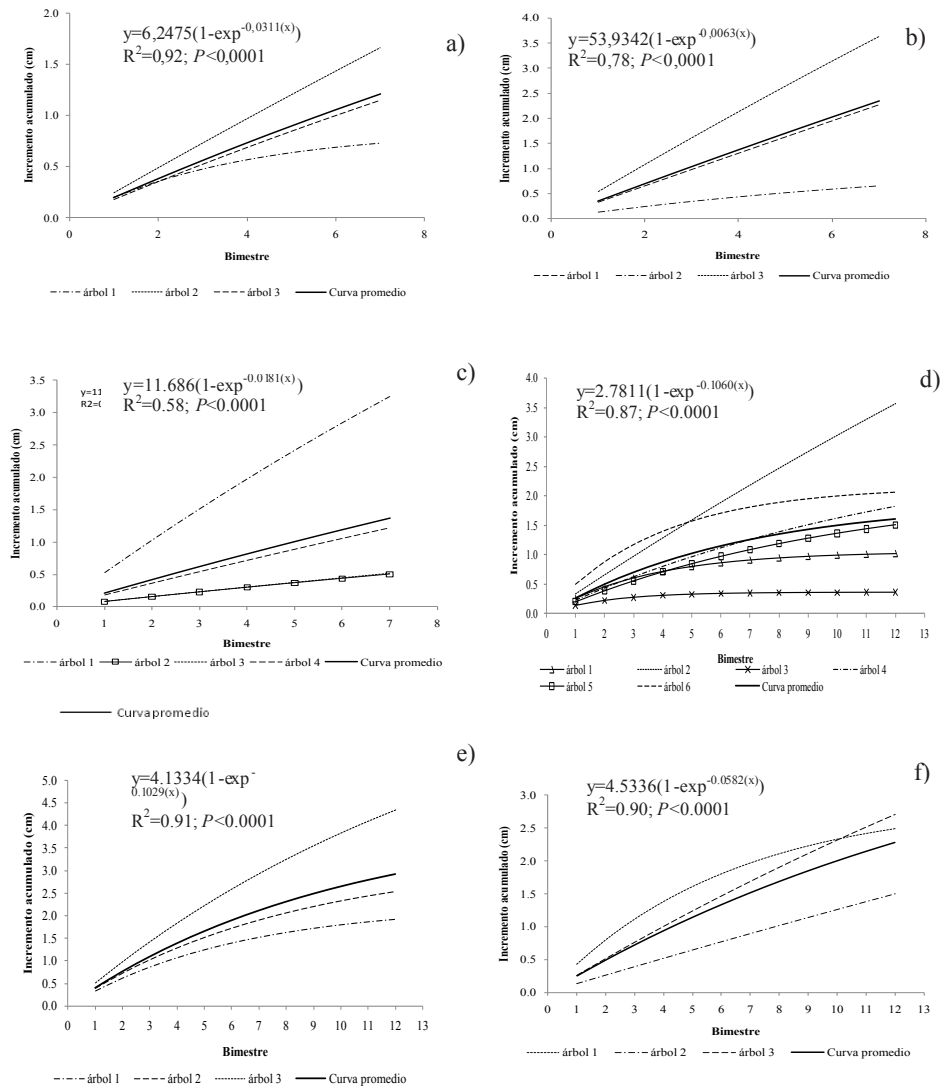 y=6,2475(1-exp-0,0311(x)
R2=0,92; P<0,0001
a)
Incremento acumulado (cm)
2.0
1.5
1.0
0.5
0.0
0 2 4 6 8
Bimestre
árbol 1 árbol 2 árbol 3 Curva promedio
y=53,9342(1-exp-0,0063(x))
R2=0,78; P<0,0001
b)
Incremento acumulado (cm)
4.0
3.5
3.0
2.5
2.0
1.5
1.0
0.5
0.0
0 2 4 6 8
Bimestre
árbol 1 árbol 2 árbol 3 Curva promedio
y=11
R2=(
y=11.686(1-exp-0.0181(x))
R2=0.58; P<0.0001
c)
Incremento acumulado (cm)
3.5
3.0
2.5
2.0
1.5
1.0
0.5
0.0
0 1 2 3 4 5 6 7 8
Bimestre
árbol 1 árbol 2 árbol 3 árbol 4 Curva promedio
Curva promedio
y=2.7811(1-exp-0.1060(x))
R2=0.87; P<0.0001
d)
Incremento acumulado (cm)
4.0
3.5
3.0
2.5
2.0
1.5
1.0
0.5
0.0
0 1 2 3 4 5 6 7 8 9 10 11 12 13
Bimestre
árbol 1 árbol 2 árbol 3 árbol 4
árbol 5 árbol 6 Curva promedio
y=4.1334(1-exp-
0.1029(x))
R2=0.91; P<0.0001
e)
Incremento acumulado (cm)
5.0
4.5
4.0
3.5
3.0
2.5
2.0
1.5
1.0
0.5
0.0
0 1 2 3 4 5 6 7 8 9 10 11 12 13
Bimestre
árbol 1 árbol 2 árbol 3 Curva promedio
y=4.5336(1-exp-0.0582(x))
R2=0.90; P<0.0001
f)
Incremento acumulado (cm)
3.0
2.5
2.0
1.5
1.0
0.5
0.0
0 1 2 3 4 5 6 7 8 9 10 11 12 13
Bimestre
árbol 1 árbol 2 árbol 3 Curva promedio